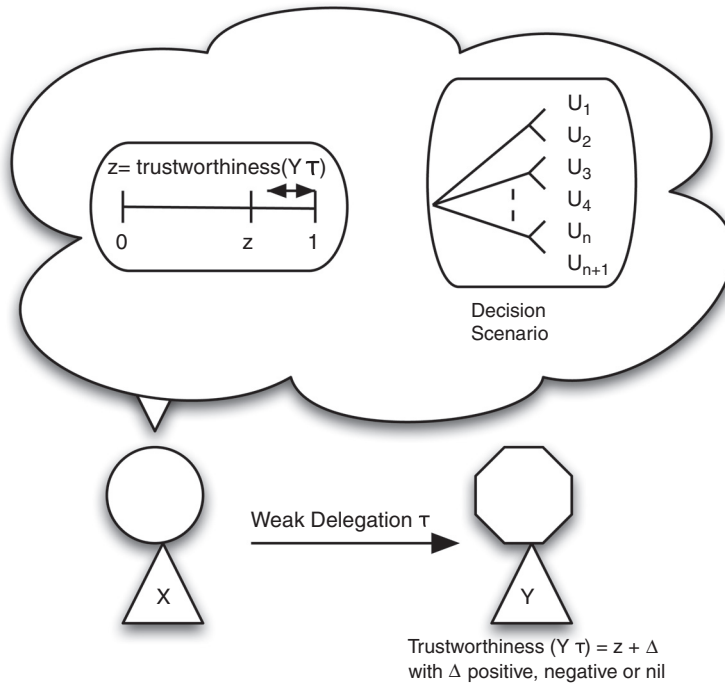 z= trustworthiness(Y τ)
0 z 1
U1
U2
U3
U4
Un
Un+1
Decision
Scenario
Weak Delegation τ
X
Y
Trustworthiness (Y τ) = z + Δ
with Δ positive, negative or nil